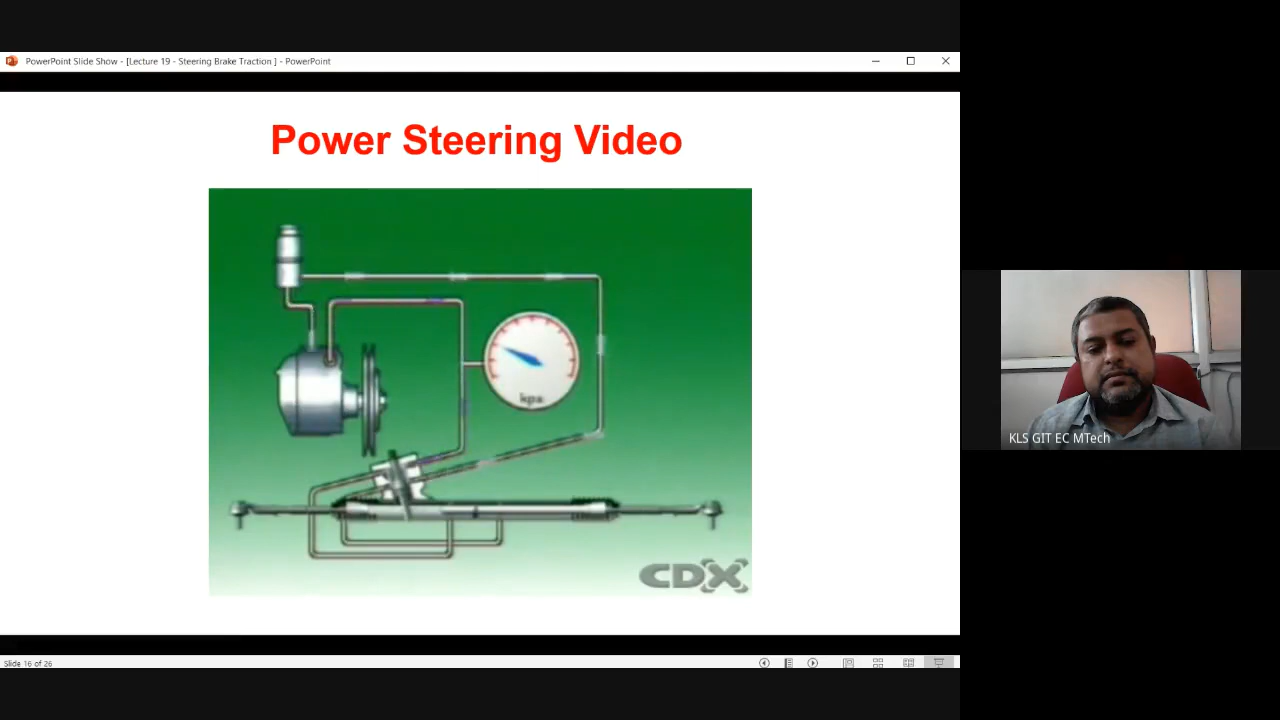 PowerPoint Slide Show - [Lecture 19 - Steering Brake Traction ] - PowerPoint
Power Steering Video
kpa
CDX
KLS GIT EC MTech
Slide 16 of 26